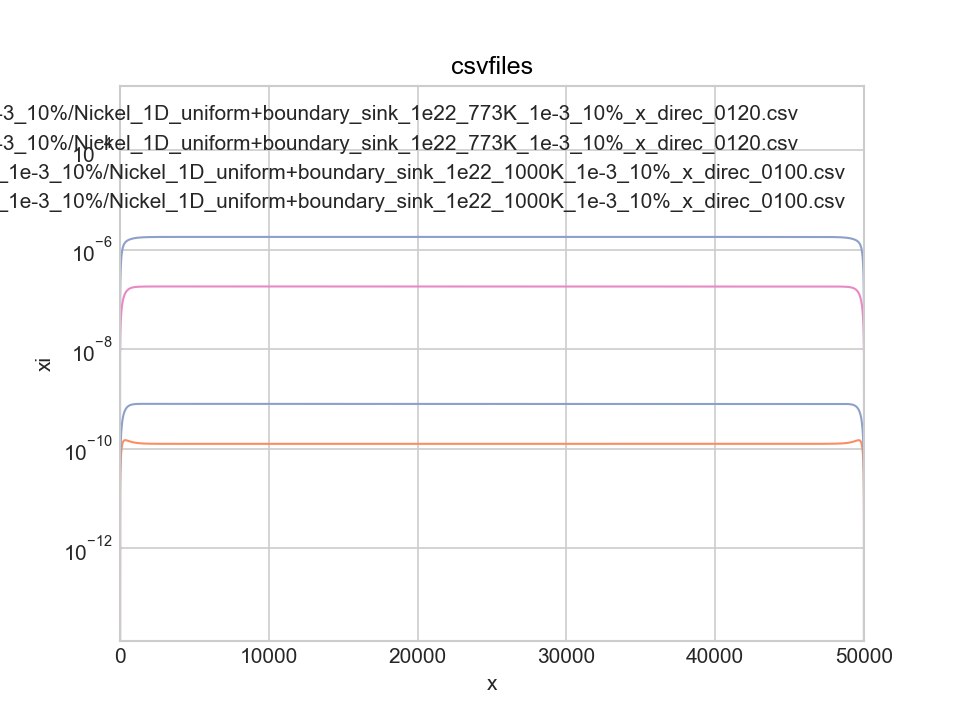 csvfiles
-3_10%/Nickel_1D_uniform+boundary_sink_1e22_773K_1e-3_10%_x_direc_0120.csv
-3_10%/Nickel_1D_uniform+boundary_sink_1e22_773K_1e-3_10%_x_direc_0120.csv
10⁻⁴
_1e-3_10%/Nickel_1D_uniform+boundary_sink_1e22_1000K_1e-3_10%_x_direc_0100.csv
_1e-3_10%/Nickel_1D_uniform+boundary_sink_1e22_1000K_1e-3_10%_x_direc_0100.csv
10⁻⁶
10⁻⁸
xi
10⁻¹⁰
10⁻¹²
0 10000 20000 30000 40000 50000
x